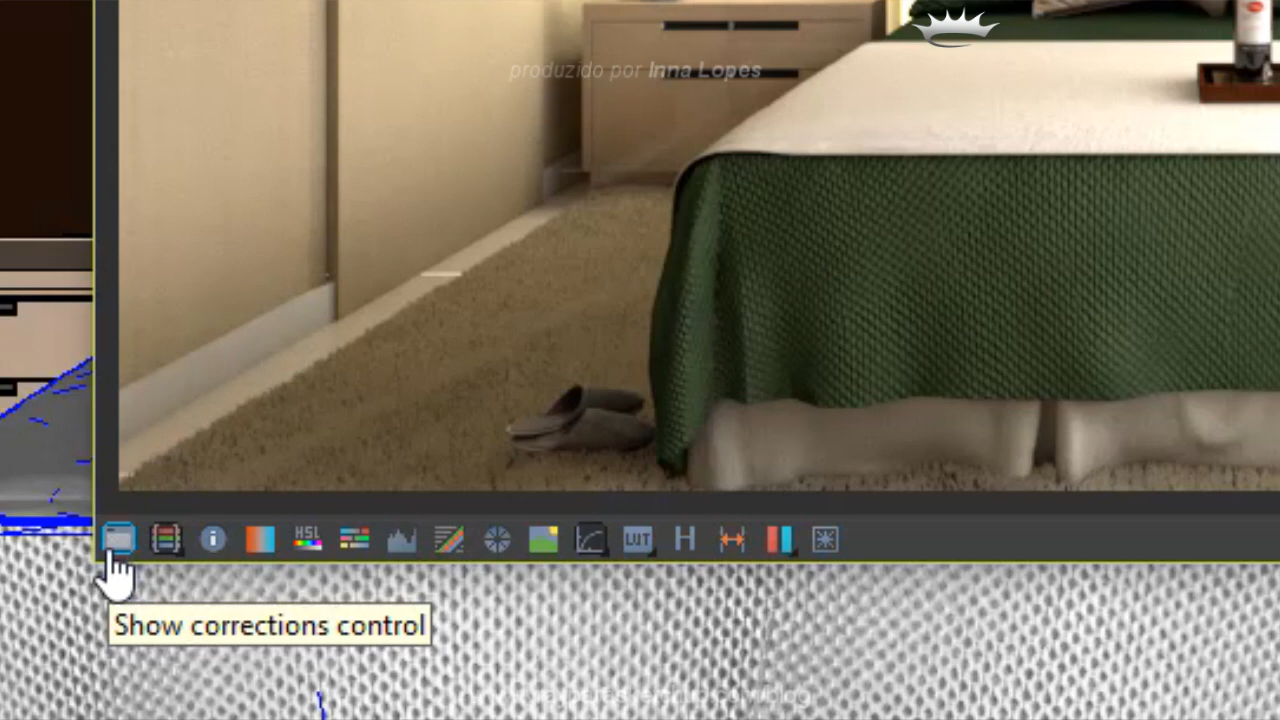 produzido por Inna Lopes
HSL
LUT
H
Show corrections control